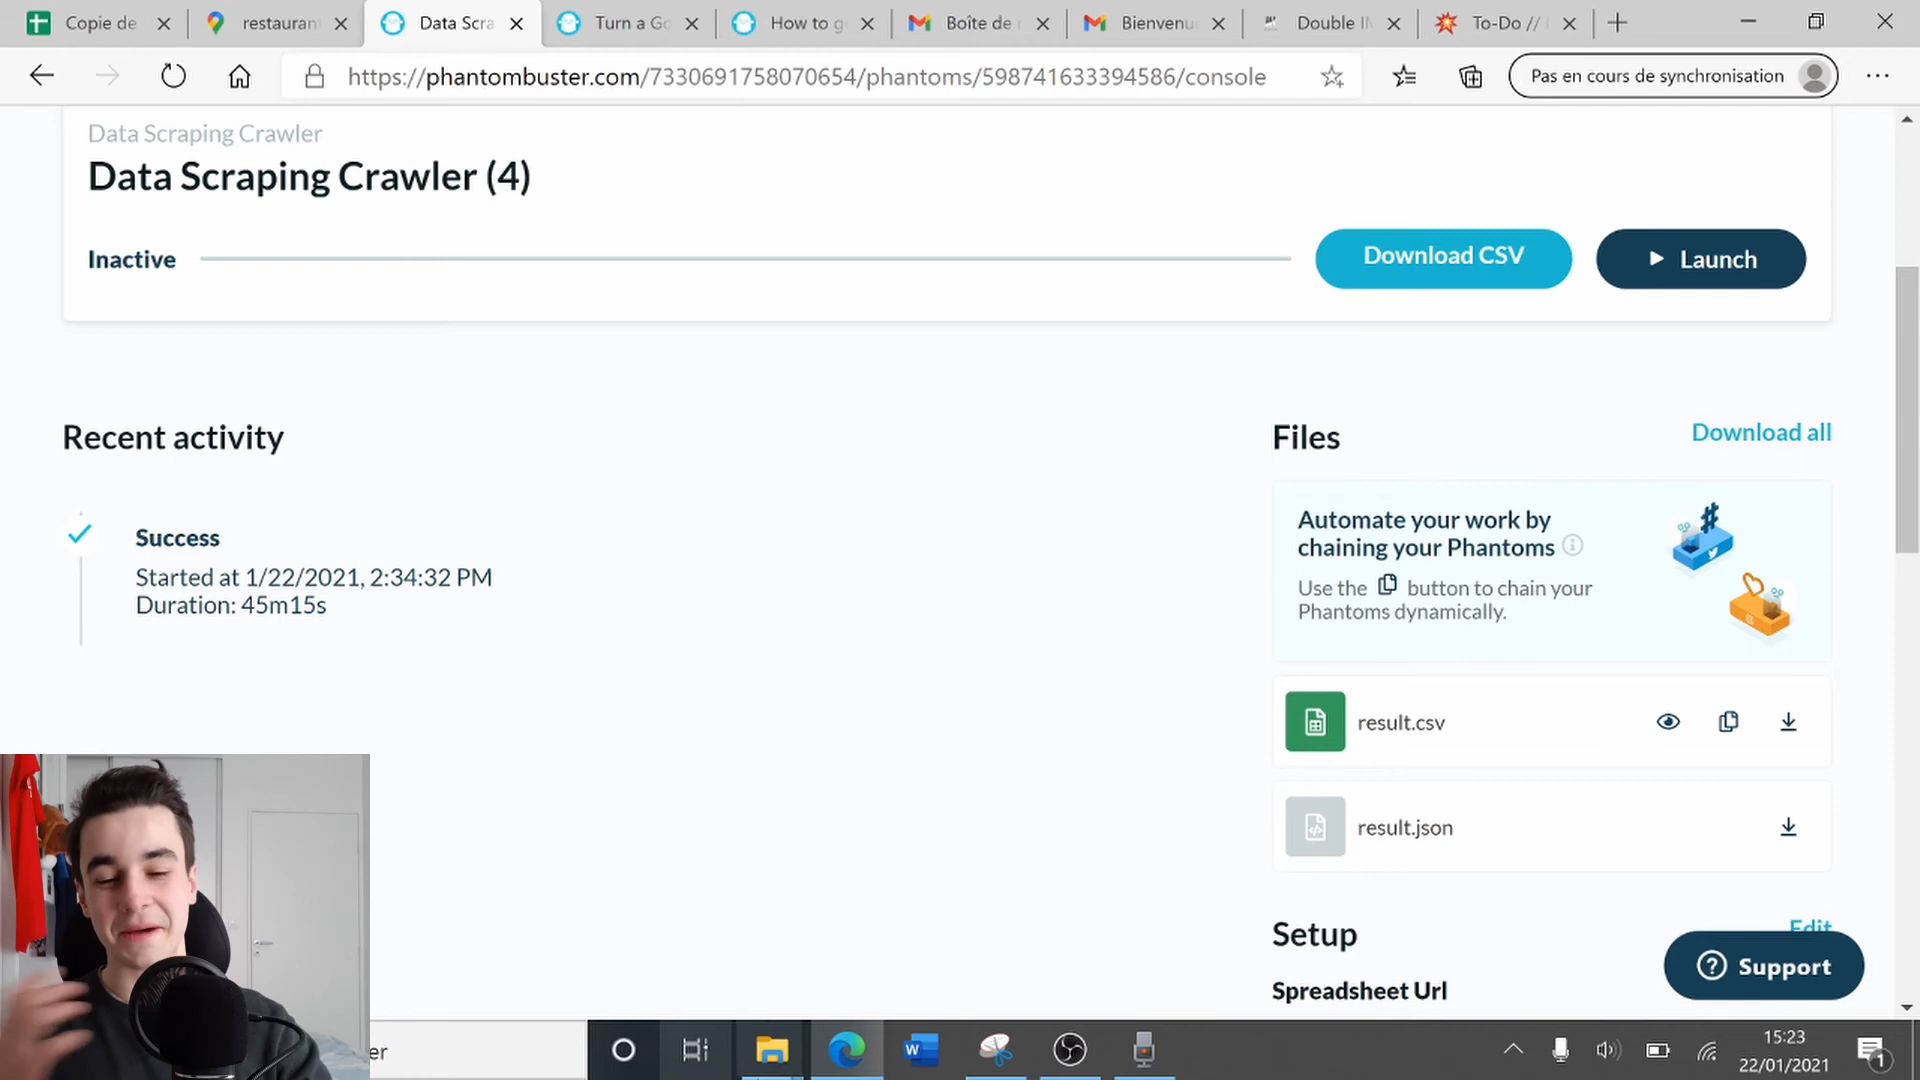 Copie de
restauran
Data Scra
Turn a Go
How to g
Boîte de r
Bienvenu
Double I
To-Do //
https://phantombuster.com/7330691758070654/phantoms/598741633394586/console
Pas en cours de synchronisation
Data Scraping Crawler
Data Scraping Crawler (4)
Inactive
Download CSV
Launch
Recent activity
Files
Download all
Success
Started at 1/22/2021, 2:34:32 PM
Duration: 45m15s
Automate your work by
chaining your Phantoms
Use the button to chain your
Phantoms dynamically.
result.csv
result.json
Setup
Edit
Spreadsheet Url
Support
er
15:23
22/01/2021
1